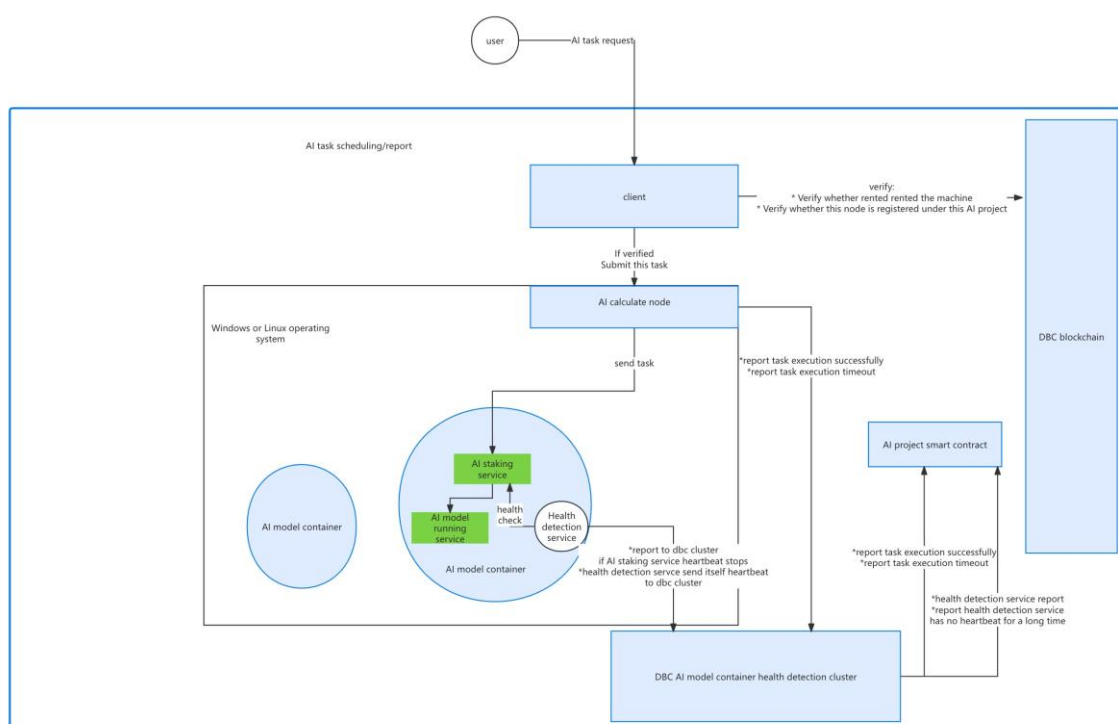 user
AI task request
AI task scheduling/report
client
verify:
* Verify whether rented rented the machine
* Verify whether this node is registered under this AI project
If verified
Submit this task
AI calculate node
Windows or Linux operating
system
DBC blockchain
send task
*report task execution successfully
*report task execution timeout
AI project smart contract
AI staking
service
health
check
Health
detection
service
AI model
running
service
AI model container
AI model container
*report to dbc cluster
if AI staking service heartbeat stops
*health detection servce send itself heartbeat
to dbc cluster
*report task execution successfully
*report task execution timeout
*health detection service report
*report health detection service
has no heartbeat for a long time
DBC AI model container health detection cluster